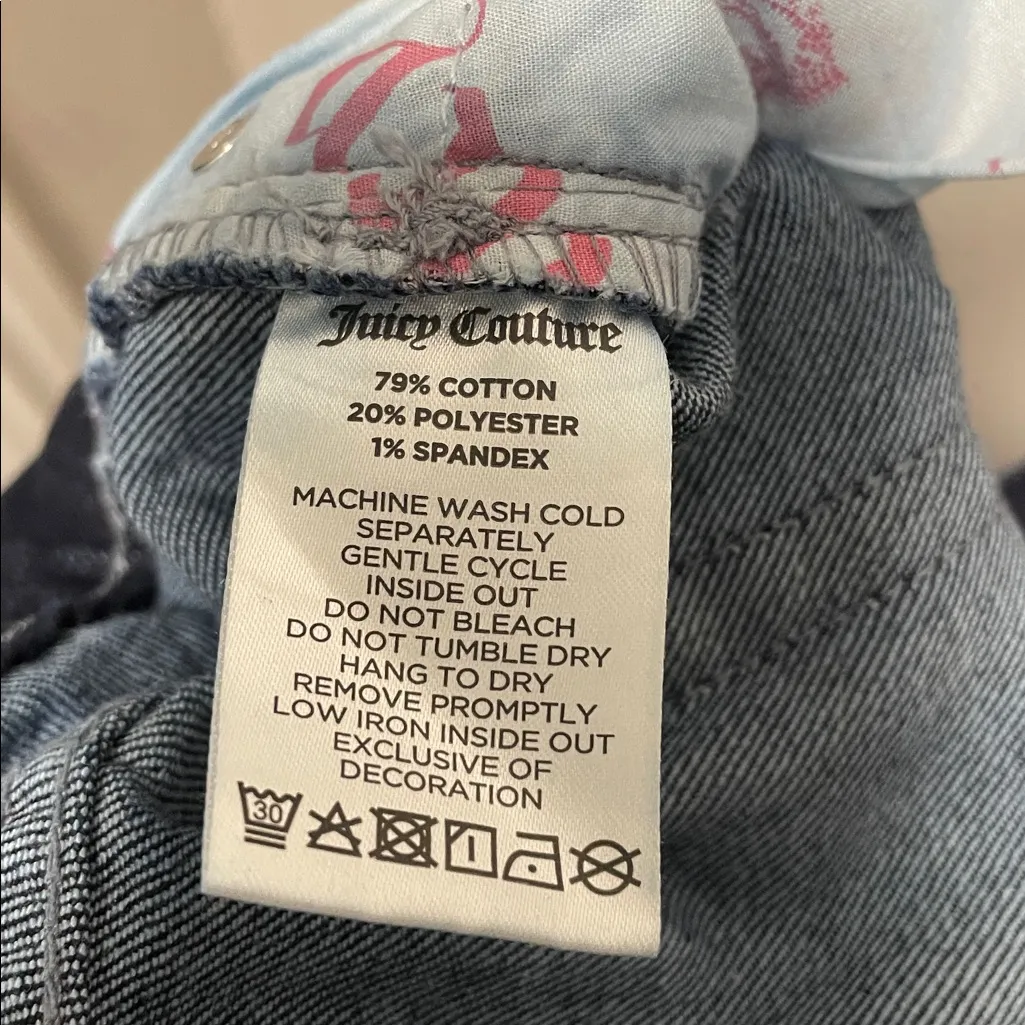 Juicy Couture
79% COTTON
20% POLYESTER
1% SPANDEX
MACHINE WASH COLD
SEPARATELY
GENTLE CYCLE
INSIDE OUT
DO NOT BLEACH
DO NOT TUMBLE DRY
HANG TO DRY
REMOVE PROMPTLY
LOW IRON INSIDE OUT
EXCLUSIVE OF
DECORATION
30